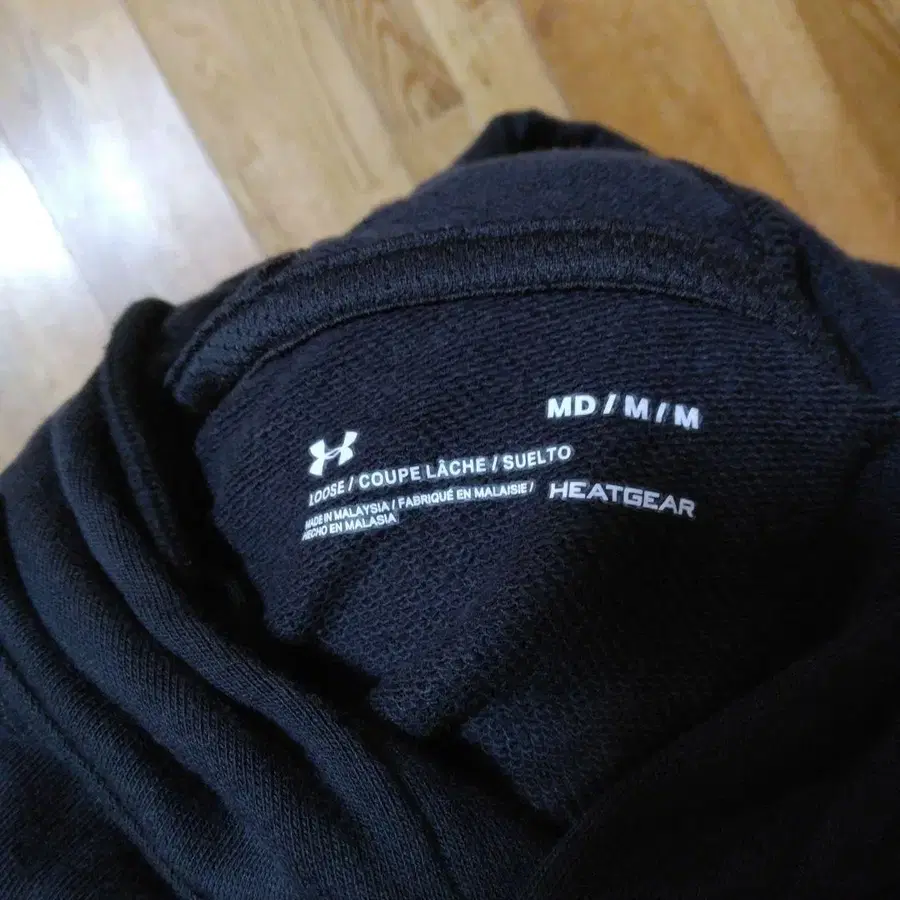 MD / M / M
LOOSE / COUPE LÂCHE / SUELTO
MADE IN MALAYSIA / FABRIQUÉ EN MALAISIE /
HECHO EN MALASIA
HEATGEAR